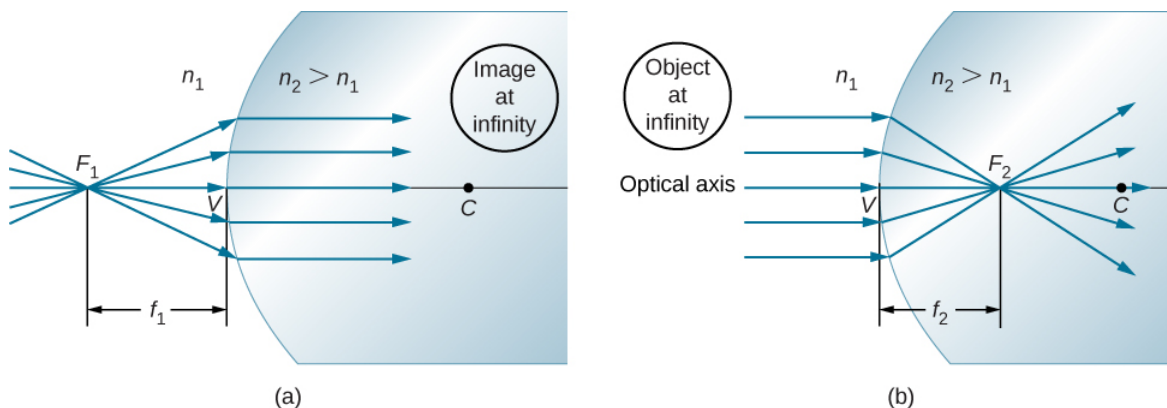 n₁
n₂ > n₁
Image
at
infinity
F₁
V
C
f₁
(a)
Object
at
infinity
n₁
n₂ > n₁
F₂
Optical axis
V
C
f₂
(b)